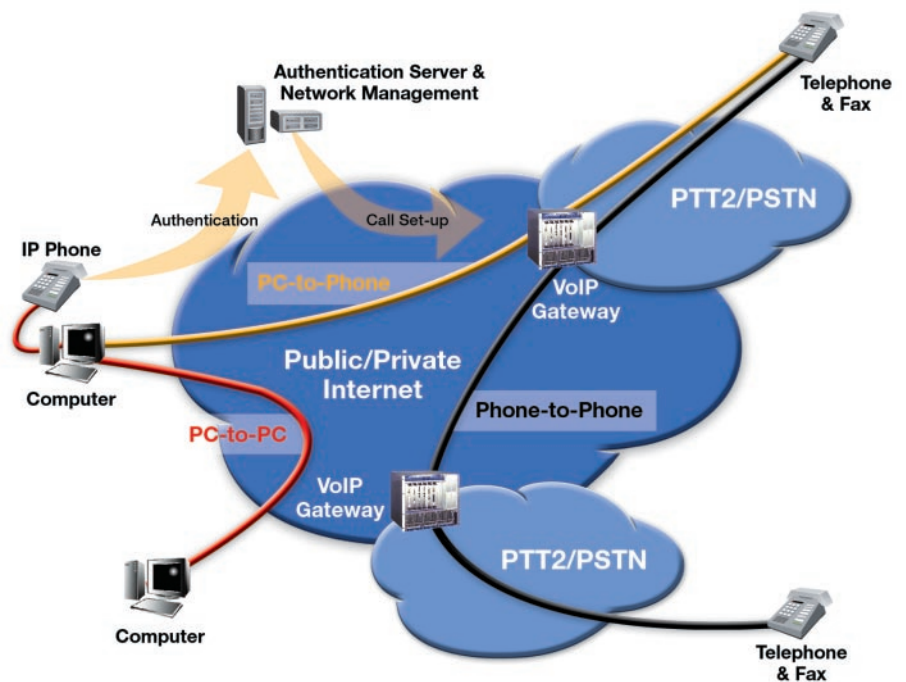 Authentication Server &
Network Management
Telephone
& Fax
PTT2/PSTN
Authentication
Call Set-up
IP Phone
PC-to-Phone
VoIP
Gateway
Public/Private
Internet
Computer
Phone-to-Phone
PC-to-PC
VoIP
Gateway
PTT2/PSTN
Computer
Telephone
& Fax